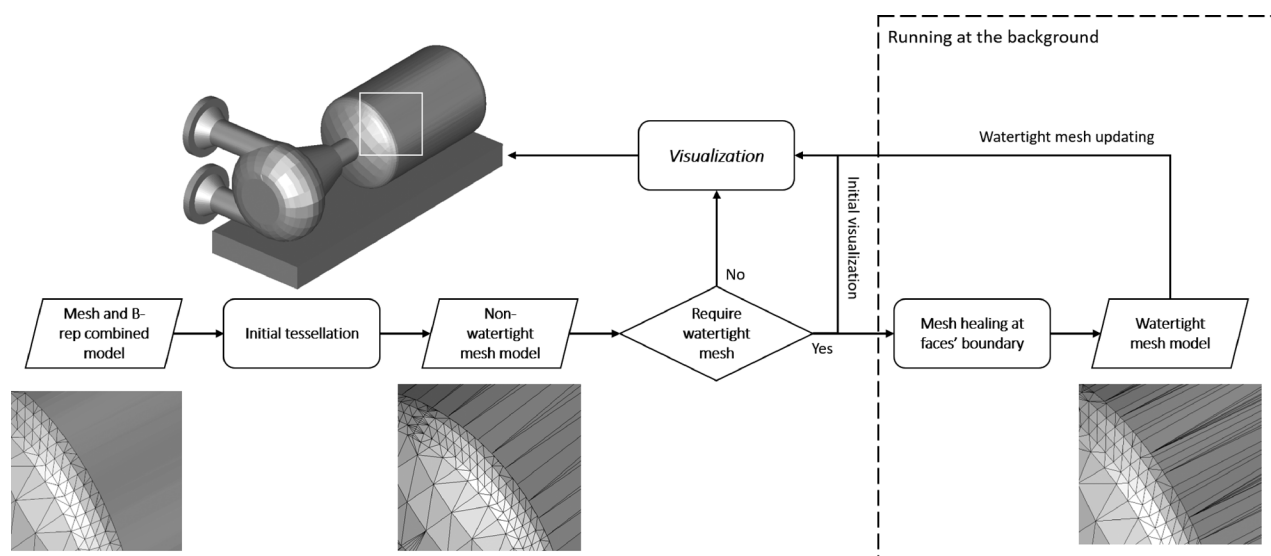 Running at the background
Watertight mesh updating
Visualization
Initial visualization
No
Mesh and B-
rep combined
model
Initial tessellation
Non-
watertight
mesh model
Require
watertight
mesh
Yes
Mesh healing at
faces' boundary
Watertight
mesh model